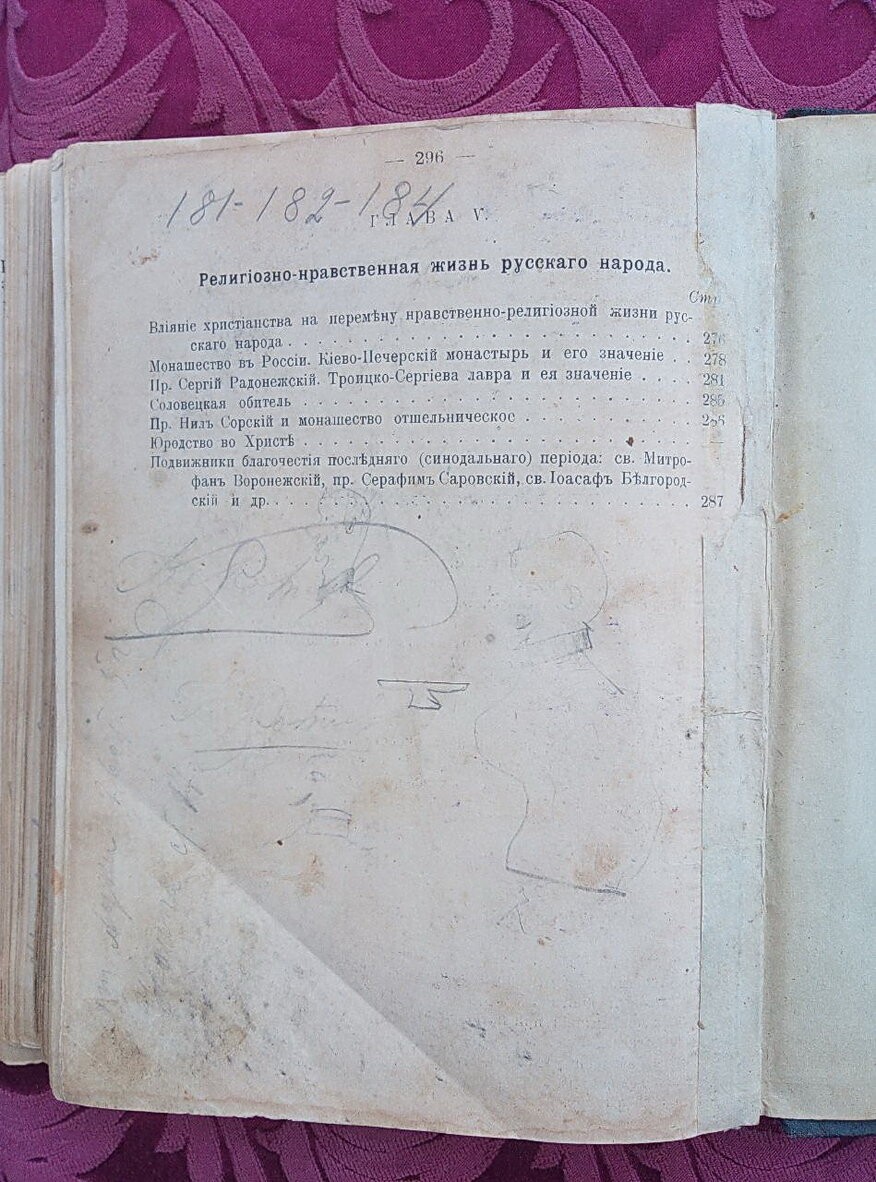 — 296 —
181-182-184
ГЛАВА V.
Религіозно-нравственная жизнь русскаго народа.
Стр.
Вліяніе христіанства на перемѣну нравственно-религіозной жизни рус-
скаго народа . . . . . . . . . . . . . . . . . . . . . . . . . 276
Монашество въ Россіи. Кіево-Печерскій монастырь и его значеніе . . 278
Пр. Сергій Радонежскій. Троицко-Сергіева лавра и ея значеніе . . . . 281
Соловецкая обитель . . . . . . . . . . . . . . . . . . . . . . . . 285
Пр. Нилъ Сорскій и монашество отшельническое . . . . . . . . . . . 286
Юродство во Христѣ . . . . . . . . . . . . . . . . . . . . . . . . —
Подвижники благочестія послѣдняго (синодальнаго) періода: св. Митро-
фанъ Воронежскій, пр. Серафимъ Саровскій, св. Іоасафъ Бѣлгород-
скій и др. . . . . . . . . . . . . . . . . . . . . . . . . . . 287